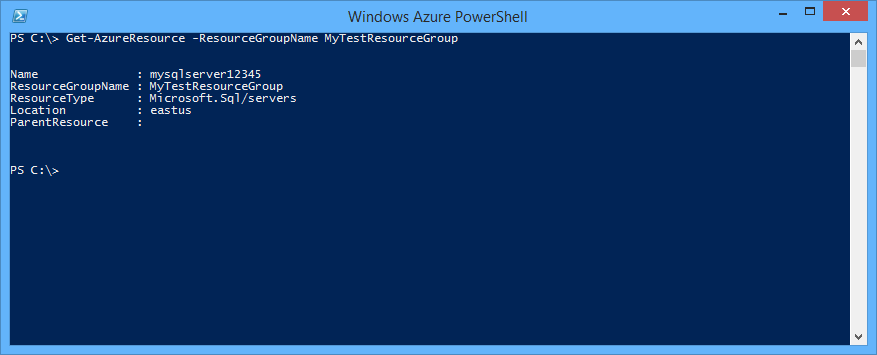 Windows Azure PowerShell
PS C:\> Get-AzureResource -ResourceGroupName MyTestResourceGroup
Name : mysqlserver12345
ResourceGroupName : MyTestResourceGroup
ResourceType : Microsoft.Sql/servers
Location : eastus
ParentResource :
PS C:\>